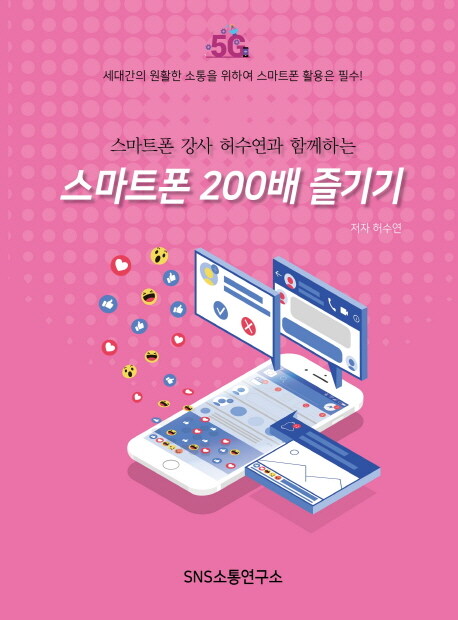 5G
세대간의 원활한 소통을 위하여 스마트폰 활용은 필수!
스마트폰 강사 허수연과 함께하는
스마트폰 200배 즐기기
저자 허수연
SNS소통연구소